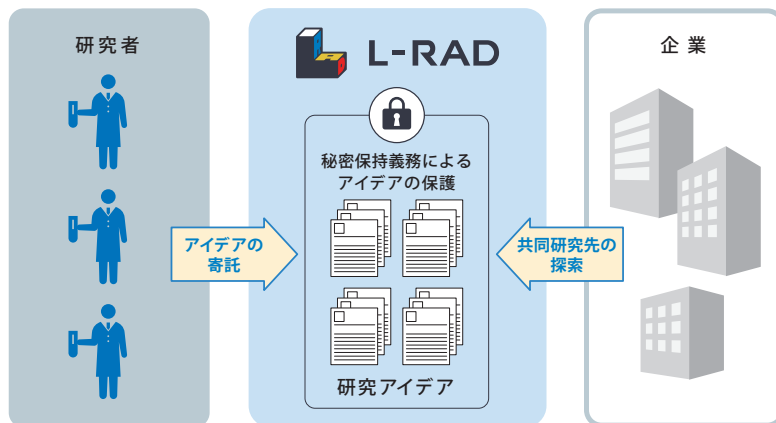 研究者
L-RAD
企業
秘密保持義務による
アイデアの保護
アイデアの
寄託
共同研究先の
探索
研究アイデア